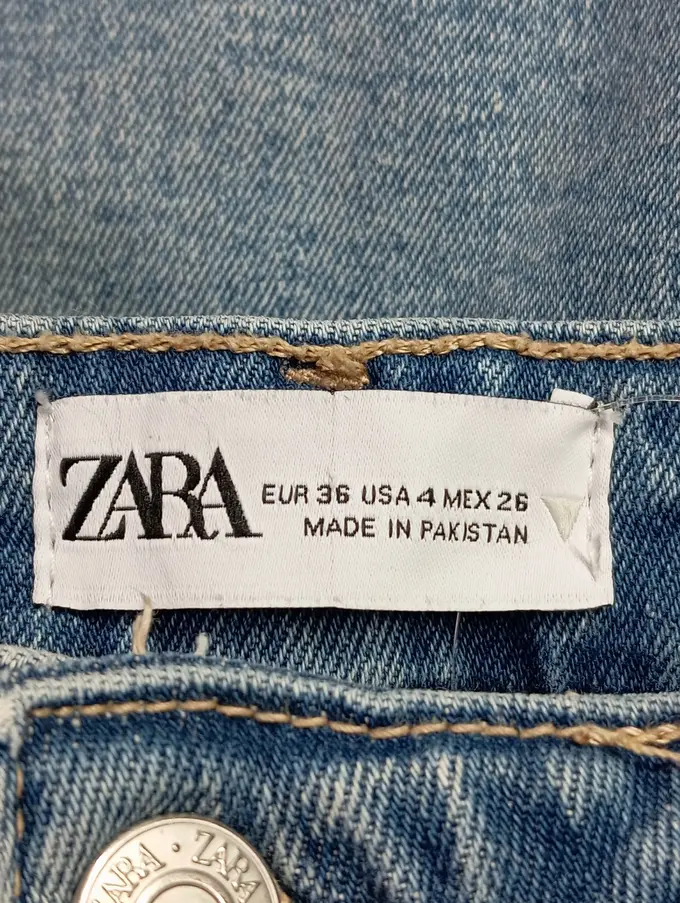 ZARA
EUR 36 USA 4 MEX 26
MADE IN PAKISTAN
ZARA · ZARA